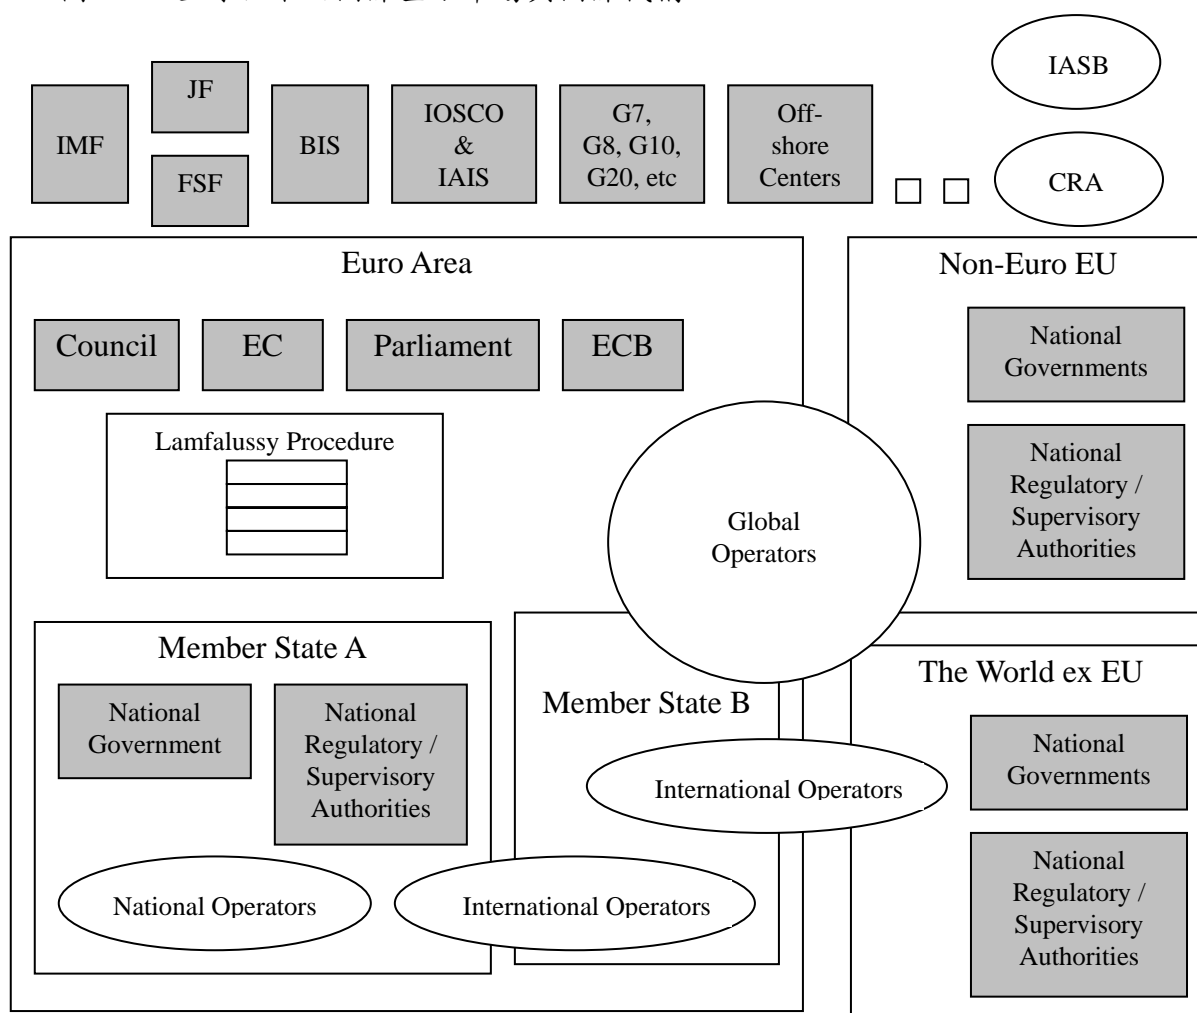 JF
IMF
FSF
BIS
IOSCO
&
IAIS
G7,
G8, G10,
G20, etc
Off-
shore
Centers
IASB
CRA
Euro Area
Council
EC
Parliament
ECB
Lamfalussy Procedure
Global
Operators
Non-Euro EU
National
Governments
National
Regulatory /
Supervisory
Authorities
Member State A
National
Government
National
Regulatory /
Supervisory
Authorities
National Operators
International Operators
Member State B
International Operators
The World ex EU
National
Governments
National
Regulatory /
Supervisory
Authorities